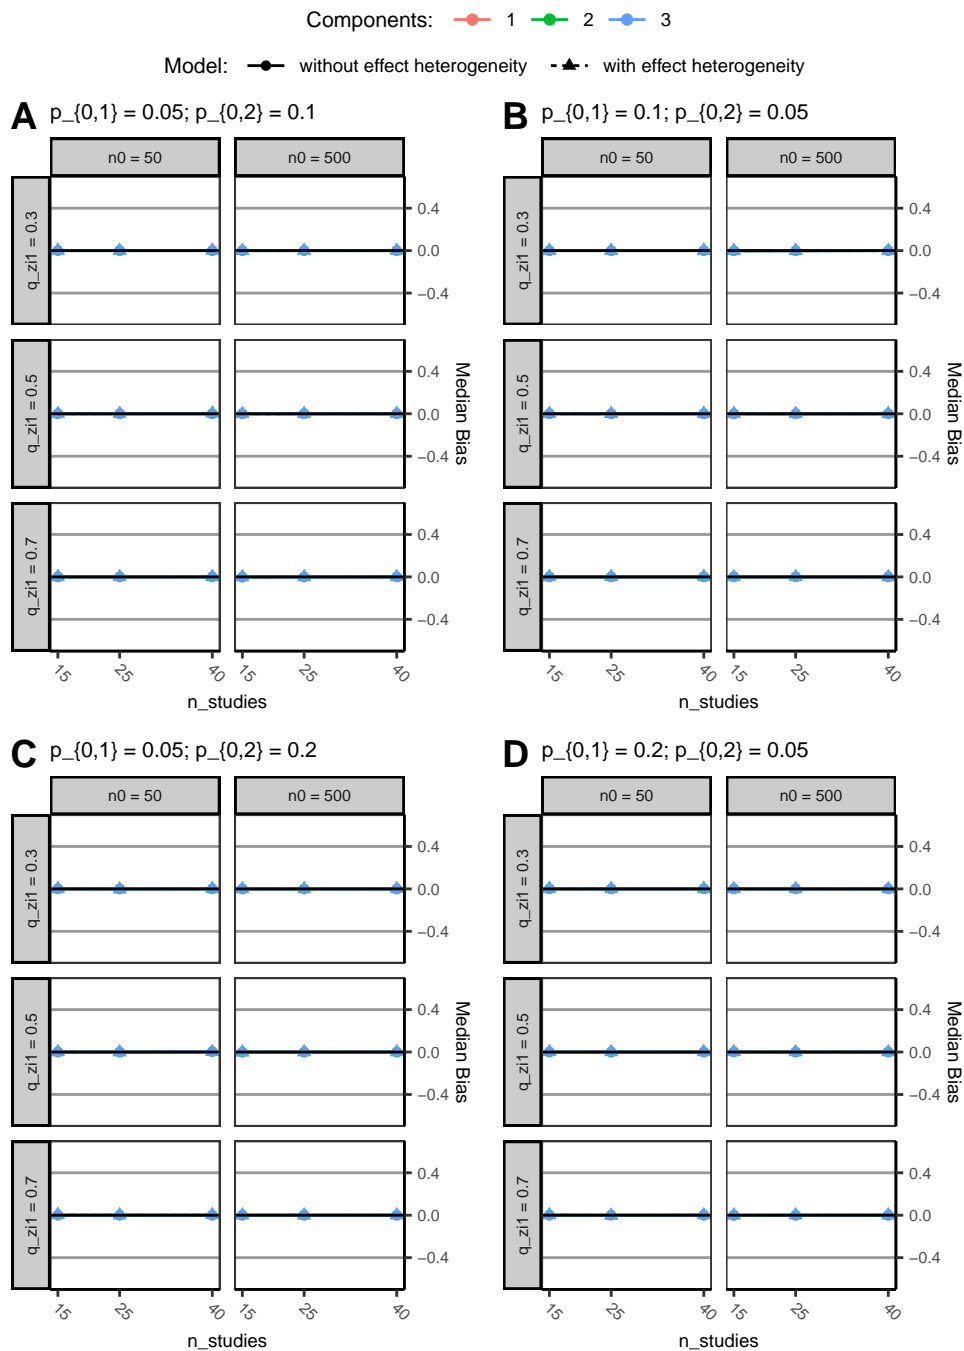 Components: 1 2 3
Model: without effect heterogeneity with effect heterogeneity
A p_{0,1} = 0.05; p_{0,2} = 0.1
n0 = 50 n0 = 500
q_zi1 = 0.3
0.4
0.0
−0.4
q_zi1 = 0.5
0.4
0.0
−0.4
Median Bias
q_zi1 = 0.7
0.4
0.0
−0.4
15 25 40 15 25 40
n_studies
B p_{0,1} = 0.1; p_{0,2} = 0.05
n0 = 50 n0 = 500
q_zi1 = 0.3
0.4
0.0
−0.4
q_zi1 = 0.5
0.4
0.0
−0.4
Median Bias
q_zi1 = 0.7
0.4
0.0
−0.4
15 25 40 15 25 40
n_studies
C p_{0,1} = 0.05; p_{0,2} = 0.2
n0 = 50 n0 = 500
q_zi1 = 0.3
0.4
0.0
−0.4
q_zi1 = 0.5
0.4
0.0
−0.4
Median Bias
q_zi1 = 0.7
0.4
0.0
−0.4
15 25 40 15 25 40
n_studies
D p_{0,1} = 0.2; p_{0,2} = 0.05
n0 = 50 n0 = 500
q_zi1 = 0.3
0.4
0.0
−0.4
q_zi1 = 0.5
0.4
0.0
−0.4
Median Bias
q_zi1 = 0.7
0.4
0.0
−0.4
15 25 40 15 25 40
n_studies